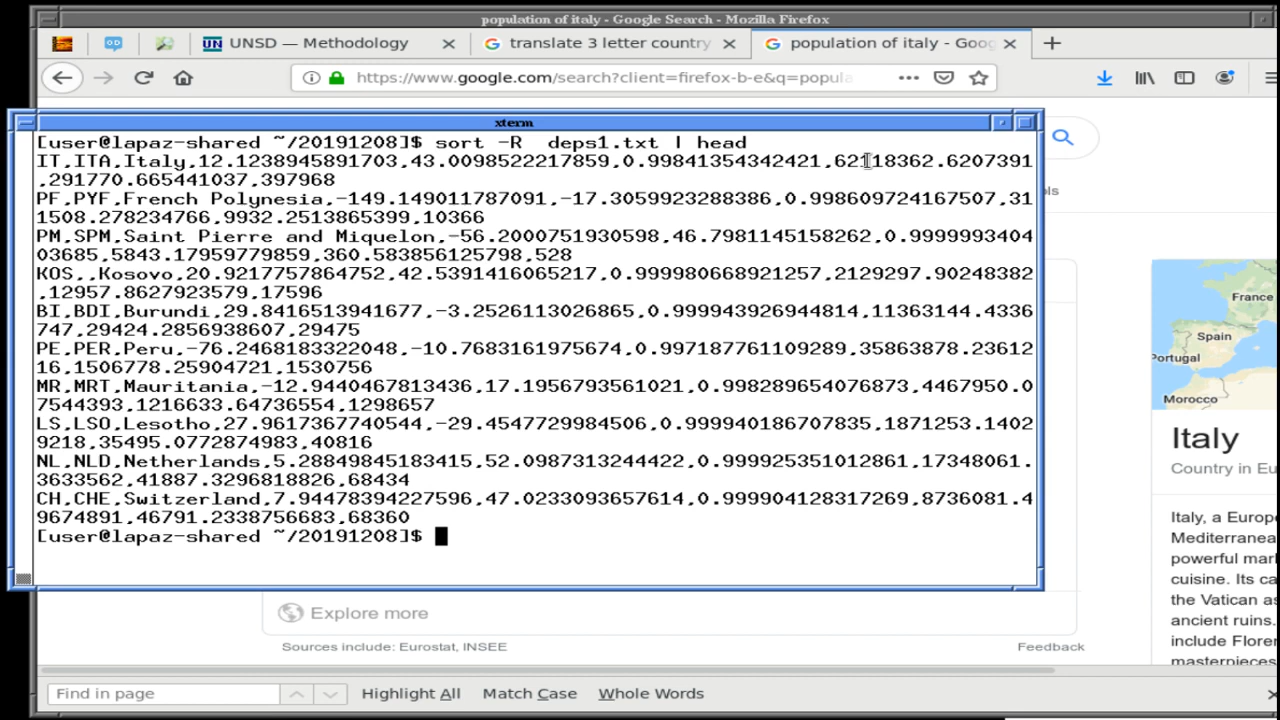 population of italy - Google Search - Mozilla Firefox
UN UNSD — Methodology
translate 3 letter country
population of italy - Goog
https://www.google.com/search?client=firefox-b-e&q=popula
xterm
[user@lapaz-shared ~/20191208]$ sort -R  deps1.txt | head
IT,ITA,Italy,12.1238945891703,43.0098522217859,0.99841354342421,62118362.6207391
,291770.665441037,397968
PF,PYF,French Polynesia,-149.149011787091,-17.3059923288386,0.998609724167507,31
1508.278234766,9932.2513865399,10366
PM,SPM,Saint Pierre and Miquelon,-56.2000751930598,46.7981145158262,0.9999993404
03685,5843.17959779859,360.583856125798,528
KOS,,Kosovo,20.9217757864752,42.5391416065217,0.999980668921257,2129297.90248382
,12957.8627923579,17596
BI,BDI,Burundi,29.8416513941677,-3.2526113026865,0.999943926944814,11363144.4336
747,29424.2856938607,29475
PE,PER,Peru,-76.2468183322048,-10.7683161975674,0.997187761109289,35863878.23612
16,1506778.25904721,1530756
MR,MRT,Mauritania,-12.9440467813436,17.1956793561021,0.998289654076873,4467950.0
7544393,1216633.64736554,1298657
LS,LSO,Lesotho,27.9617367740544,-29.4547729984506,0.999940186707835,1871253.1402
9218,35495.0772874983,40816
NL,NLD,Netherlands,5.28849845183415,52.0987313244422,0.999925351012861,17348061.
3633562,41887.3296818826,68434
CH,CHE,Switzerland,7.94478394227596,47.0233093657614,0.999904128317269,8736081.4
9674891,46791.2338756683,68360
[user@lapaz-shared ~/20191208]$
ols
France
Spain
Portugal
Morocco
Italy
Country in Eu
Italy, a Europe
Mediterranea
powerful mar
cuisine. Its ca
the Vatican as
ancient ruins.
include Floren
masterpieces
Explore more
Sources include: Eurostat, INSEE
Feedback
Find in page
Highlight All
Match Case
Whole Words